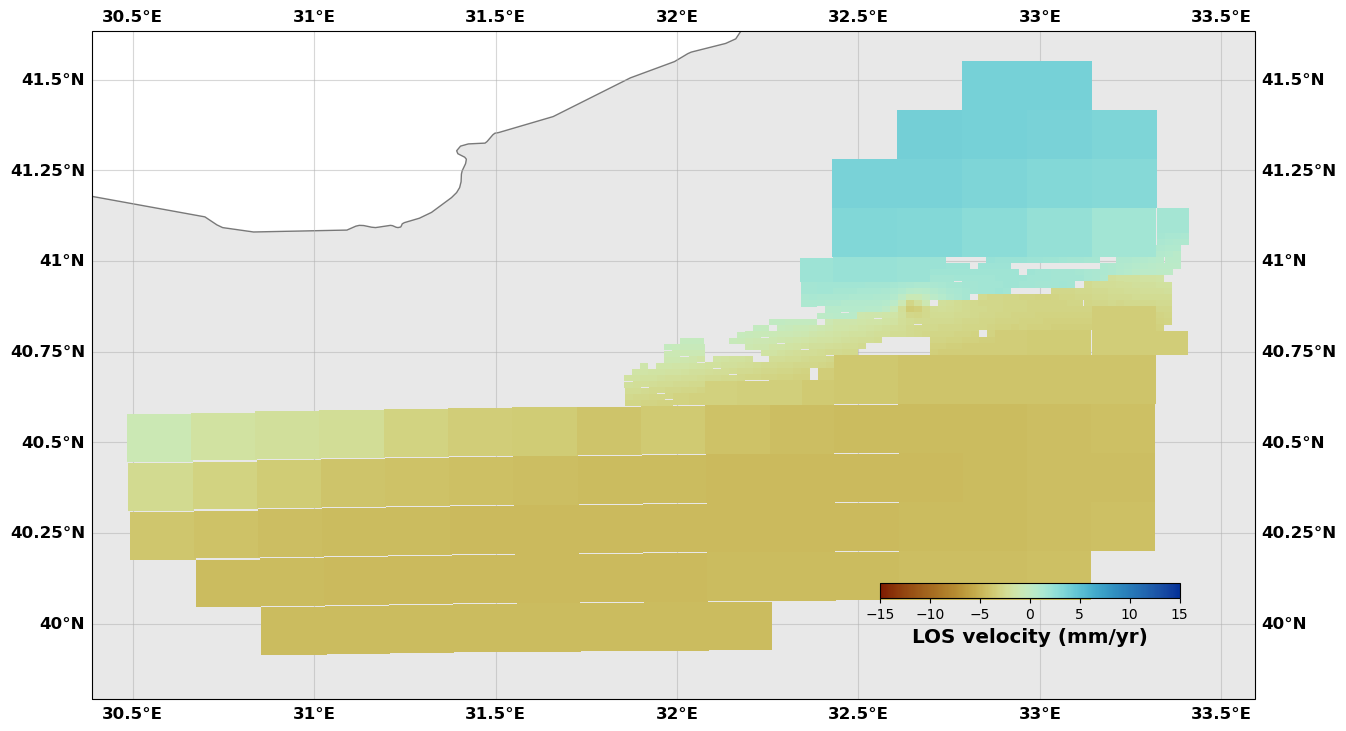 30.5°E 31°E 31.5°E 32°E 32.5°E 33°E 33.5°E
41.5°N 41.5°N
41.25°N 41.25°N
41°N 41°N
40.75°N 40.75°N
40.5°N 40.5°N
40.25°N 40.25°N
−15 −10 −5 0 5 10 15
40°N 40°N
LOS velocity (mm/yr)
30.5°E 31°E 31.5°E 32°E 32.5°E 33°E 33.5°E